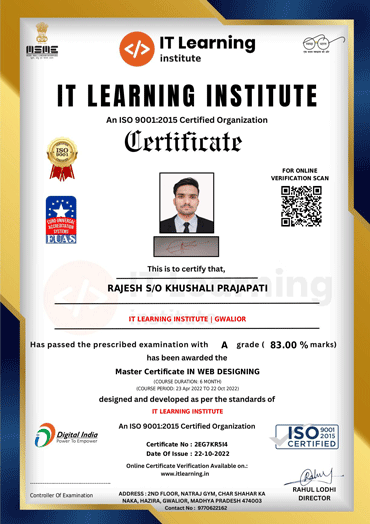 MSME
IT Learning
institute
IT LEARNING INSTITUTE
An ISO 9001:2015 Certified Organization
Certificate
ISO
9001
FOR ONLINE
VERIFICATION SCAN
EURO UNIVERSAL
ACCREDITATION
SYSTEMS
EUAS
This is to certify that,
IT Learning
RAJESH S/O KHUSHALI PRAJAPATI
IT LEARNING INSTITUTE | GWALIOR
Has passed the prescribed examination with A grade ( 83.00 % marks)
has been awarded the
Master Certificate IN WEB DESIGNING
(COURSE DURATION: 6 MONTH)
(COURSE PERIOD: 23 Apr 2022 TO 22 Oct 2022)
designed and developed as per the standards of
IT LEARNING INSTITUTE
An ISO 9001:2015 Certified Organization
Digital India
Power To Empower
ISO 9001
2015
CERTIFIED
Certificate No : 2EG7KR5I4
Date Of Issue : 22-10-2022
Online Certificate Verification Available on.:
www.itlearning.in
Controller Of Examination
RAHUL LODHI
DIRECTOR
ADDRESS : 2ND FLOOR, NATRAJ GYM, CHAR SHAHAR KA
NAKA, HAZIRA, GWALIOR, MADHYA PRADESH 474003
Contact No : 9770622162